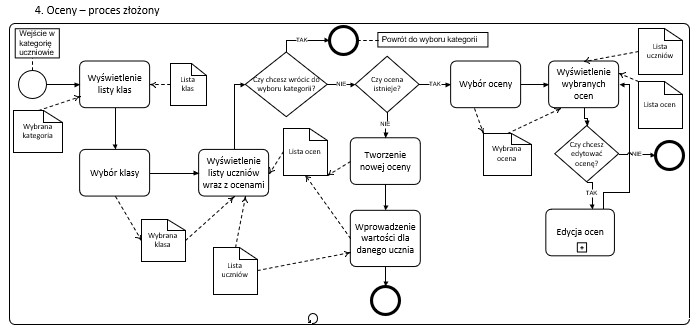 4. Oceny – proces złożony
Wejście w
kategorię
uczniowie
Wyświetlenie
listy klas
Lista
klas
Wybrana
kategoria
Wybór klasy
Wybrana
klasa
Wyświetlenie
listy uczniów
wraz z ocenami
Lista
uczniów
Czy chcesz wrócić do
wyboru kategorii?
TAK
Powrót do wyboru kategorii
NIE
Czy ocena
istnieje?
TAK
NIE
Lista ocen
Tworzenie
nowej oceny
Wprowadzenie
wartości dla
danego ucznia
Wybór oceny
Wybrana
ocena
Wyświetlenie
wybranych
ocen
Lista
uczniów
Lista ocen
Czy chcesz
edytować
ocenę?
NIE
TAK
Edycja ocen